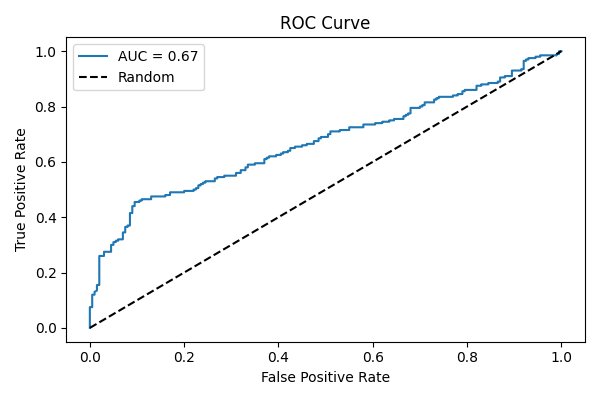 ROC Curve
AUC = 0.67
Random
True Positive Rate
1.0
0.8
0.6
0.4
0.2
0.0
0.0 0.2 0.4 0.6 0.8 1.0
False Positive Rate